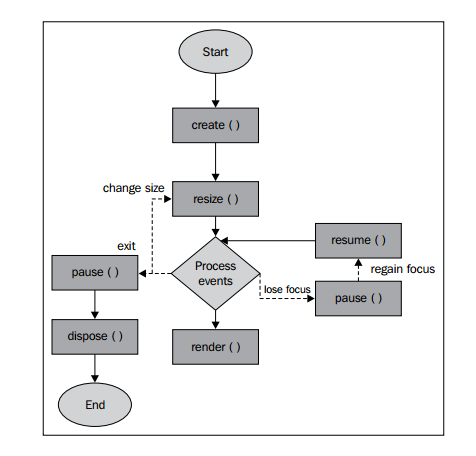 Start
create ( )
change size
resize ( )
exit
resume ( )
Process
events
pause ( )
regain focus
lose focus
pause ( )
dispose ( )
render ( )
End